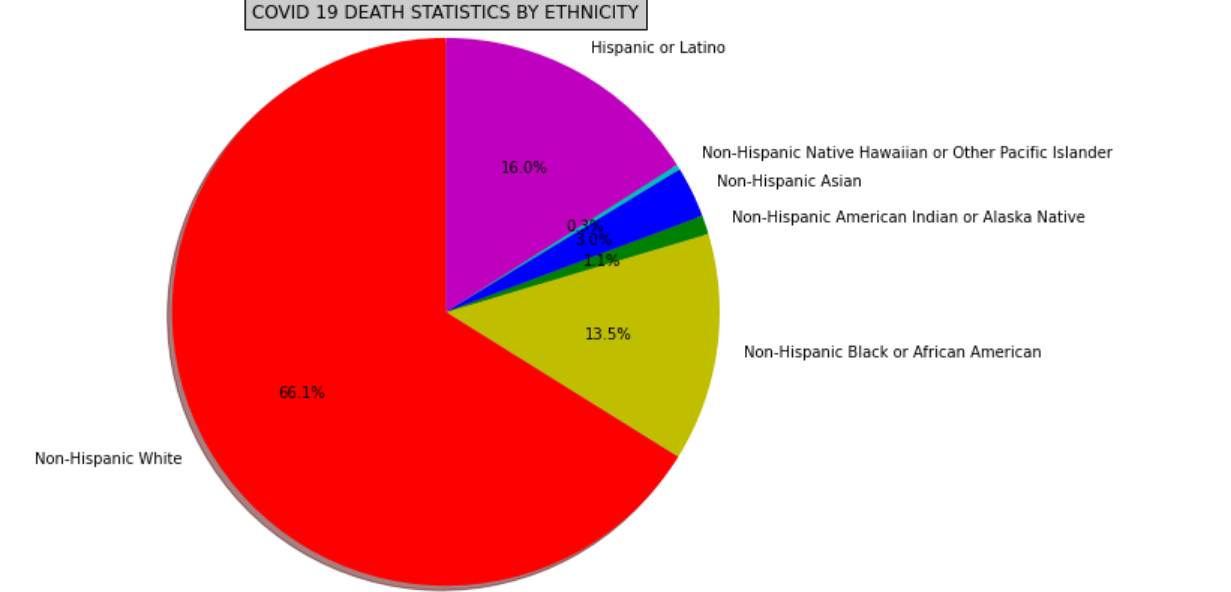 COVID 19 DEATH STATISTICS BY ETHNICITY
Hispanic or Latino
Non-Hispanic Native Hawaiian or Other Pacific Islander
16.0%
Non-Hispanic Asian
Non-Hispanic American Indian or Alaska Native
0.3%
3.0%
1.1%
13.5%
Non-Hispanic Black or African American
66.1%
Non-Hispanic White